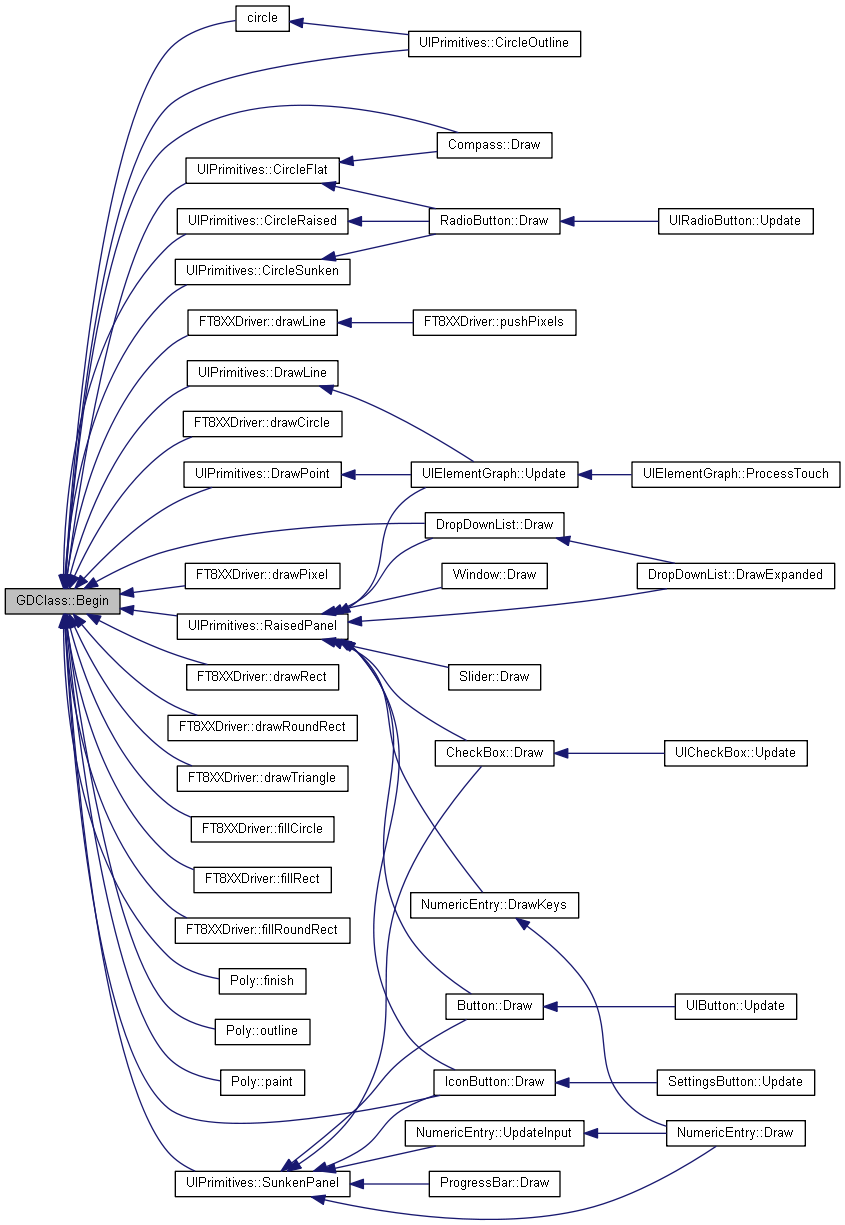 circle
UIPrimitives::CircleOutline
Compass::Draw
UIPrimitives::CircleFlat
UIPrimitives::CircleRaised
RadioButton::Draw
UIRadioButton::Update
UIPrimitives::CircleSunken
FT8XXDriver::drawLine
FT8XXDriver::pushPixels
UIPrimitives::DrawLine
FT8XXDriver::drawCircle
UIPrimitives::DrawPoint
UIElementGraph::Update
UIElementGraph::ProcessTouch
DropDownList::Draw
FT8XXDriver::drawPixel
Window::Draw
DropDownList::DrawExpanded
GDClass::Begin
UIPrimitives::RaisedPanel
FT8XXDriver::drawRect
Slider::Draw
FT8XXDriver::drawRoundRect
CheckBox::Draw
UICheckBox::Update
FT8XXDriver::drawTriangle
FT8XXDriver::fillCircle
FT8XXDriver::fillRect
NumericEntry::DrawKeys
FT8XXDriver::fillRoundRect
Poly::finish
Button::Draw
UIButton::Update
Poly::outline
Poly::paint
IconButton::Draw
SettingsButton::Update
NumericEntry::UpdateInput
NumericEntry::Draw
UIPrimitives::SunkenPanel
ProgressBar::Draw